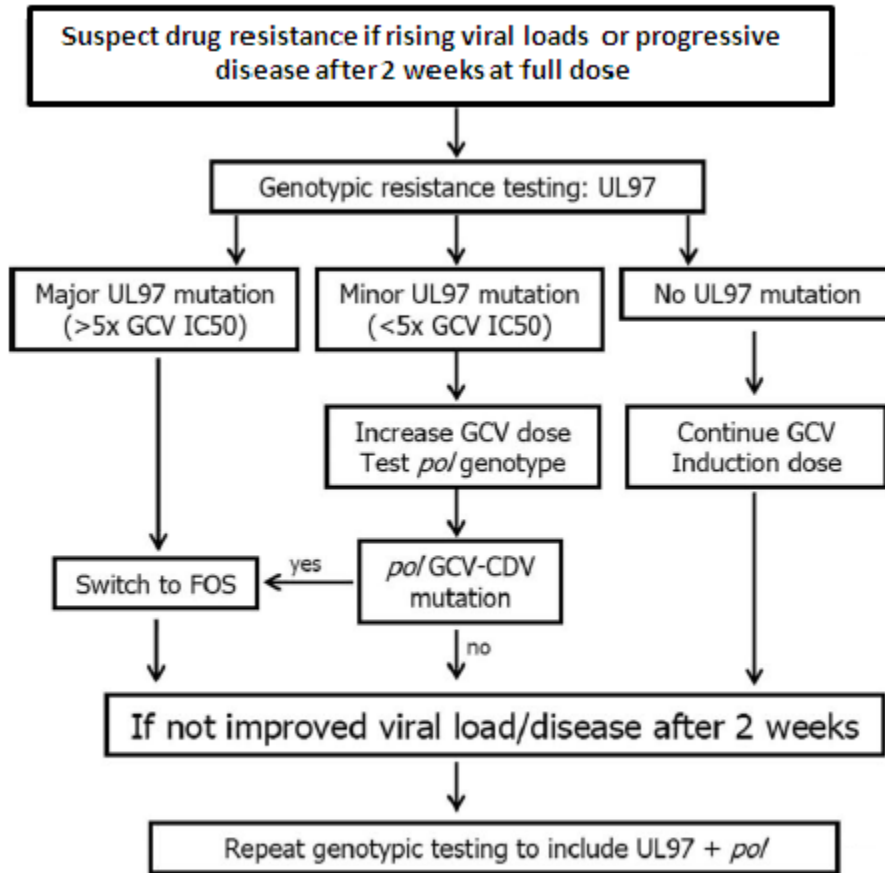 Suspect drug resistance if rising viral loads or progressive
disease after 2 weeks at full dose
Genotypic resistance testing: UL97
Major UL97 mutation
(>5x GCV IC50)
Minor UL97 mutation
(<5x GCV IC50)
No UL97 mutation
Increase GCV dose
Test pol genotype
Continue GCV
Induction dose
Switch to FOS
yes
pol GCV-CDV
mutation
no
If not improved viral load/disease after 2 weeks
Repeat genotypic testing to include UL97 + pol